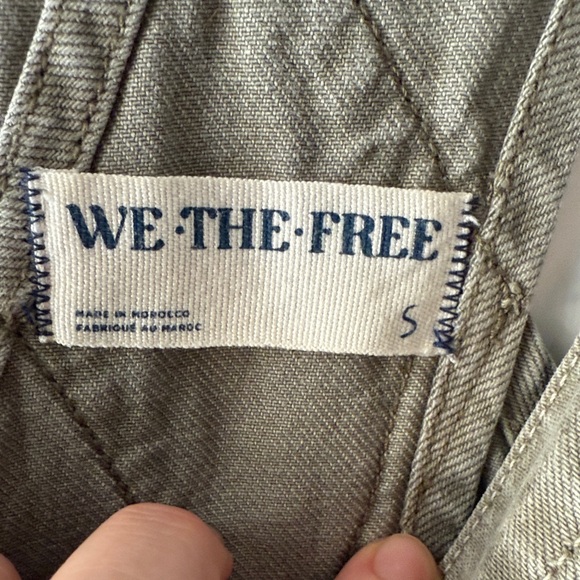 WE·THE·FREE
MADE IN MOROCCO
FABRIQUÉ AU MAROC
S